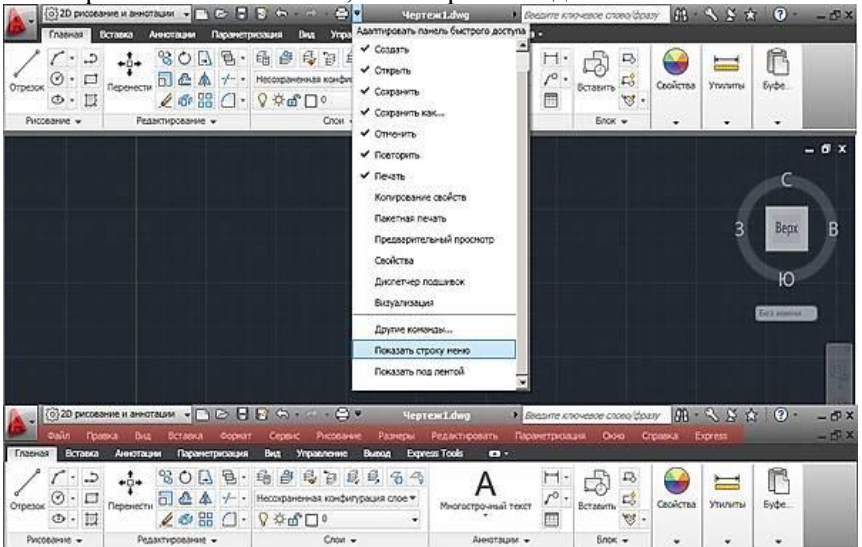 2D рисование и аннотации Чертеж1.dwg Введите ключевое слово/фразу
Главная Вставка Аннотации Параметризация Вид
Адаптировать панель быстрого доступа
Создать
Открыть
Сохранить
Сохранить как...
Отменить
Повторить
Печать
Копирование свойств
Пакетная печать
Предварительный просмотр
Свойства
Диспетчер подшивок
Визуализация
Другие команды...
Показать строку меню
Показать под лентой
Отрезок Перенести
Рисование Редактирование Слои
Вставить Свойства Утилиты Буфе...
Блок
С
З Верх В
Ю
Без имени
2D рисование и аннотации Чертеж1.dwg Введите ключевое слово/фразу
Файл Правка Вид Вставка Формат Сервис Рисование Размеры Редактировать Параметризация Окно Справка Express
Главная Вставка Аннотации Параметризация Вид Управление Вывод Express Tools
Несохраненная конфигурация слое
Отрезок Перенести Многострочный текст Вставить Свойства Утилиты Буфе...
Рисование Редактирование Слои Аннотации Блок